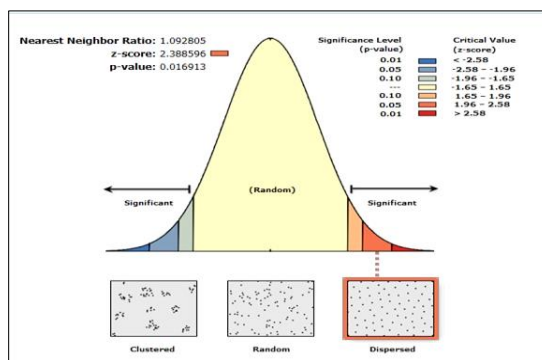 Nearest Neighbor Ratio: 1.092805
z-score: 2.388596
p-value: 0.016913
Significance Level
(p-value)
Critical Value
(z-score)
0.01 < -2.58
0.05 -2.58 – -1.96
0.10 -1.96 – -1.65
--- -1.65 – 1.65
0.10 1.65 – 1.96
0.05 1.96 – 2.58
0.01 > 2.58
Significant
(Random)
Significant
Clustered
Random
Dispersed